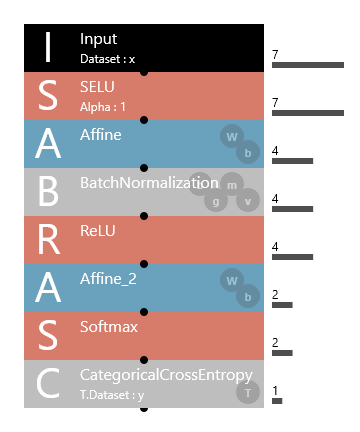 I Input 7
Dataset : x
S SELU 7
Alpha : 1
A Affine W b 4
B BatchNormalization m g v 4
R ReLU 4
A Affine_2 W b 2
S Softmax 2
C CategoricalCrossEntropy 1
T.Dataset : y T